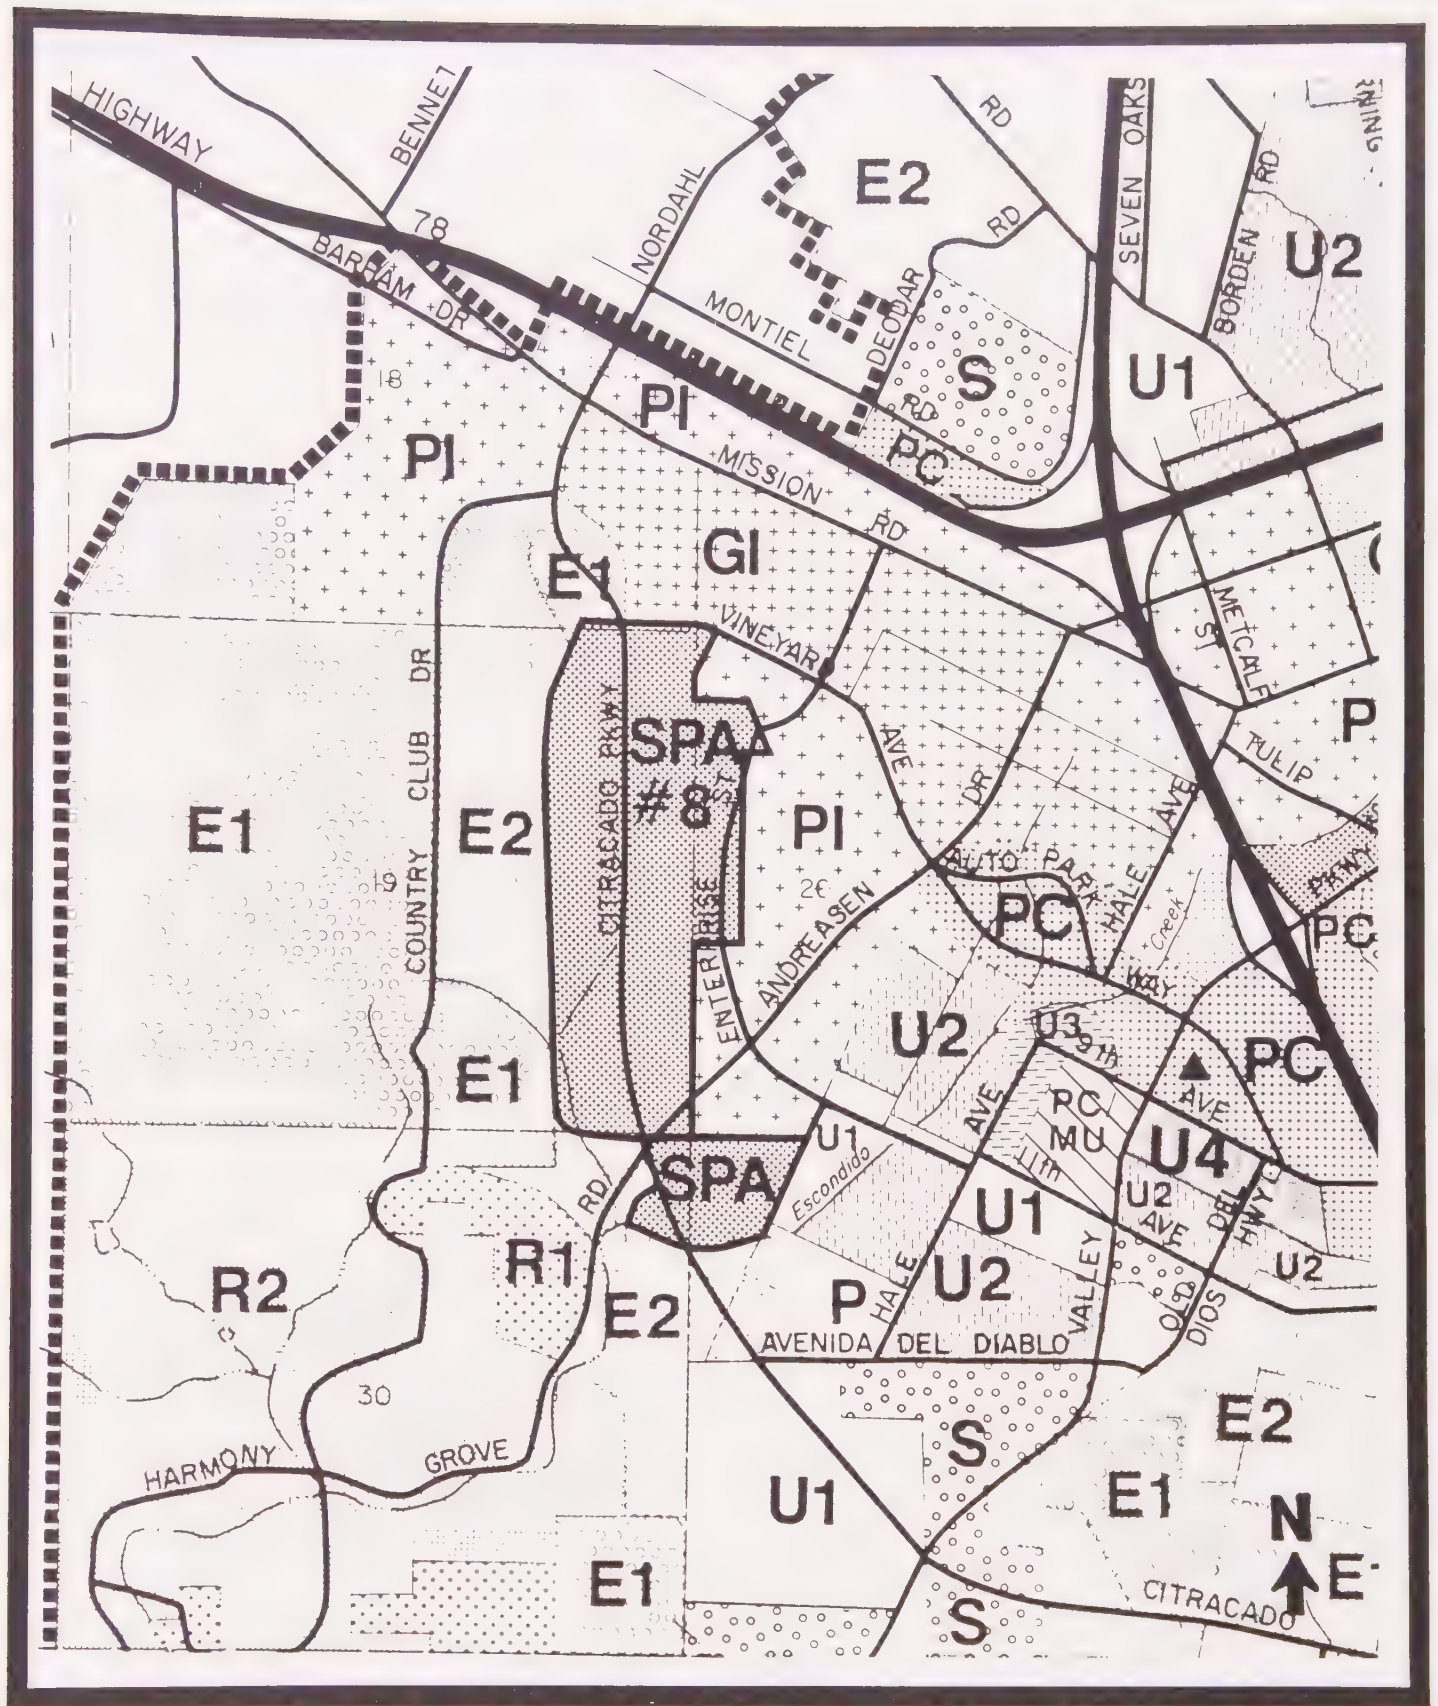 HIGHWAY
78
BENNET
BARHAM DR
NORDAHL
MONTIEL
RD
E2
RD
RD
DEODAR
SEVEN OAKS
BORDEN RD
U2
S
U1
PC
PI
PI
18
MISSION
RD
GI
E1
VINEYAR
AVE
METCALF
ST
P
TULIP
COUNTRY CLUB DR
CITRACADO PKWY
SPA
#8
ST
ENTERPRISE
E1
E2
19
PI
26
ANDREASEN
DR
AUTO PARK
WAY
PC
HALE AVE
Creek
PKWY
PC
U2
U3
9th
AVE
PC
PC
MU
11th
AVE
U4
U2
AVE
DEL
HWY
E1
SPA
U1
Escondido
RD
R1
R2
E2
P
HALE
U1
U2
VALLEY
OLD
DIOS
U2
AVENIDA DEL DIABLO
30
HARMONY
GROVE
S
E2
E1
U1
N
E1
E
CITRACADO
S